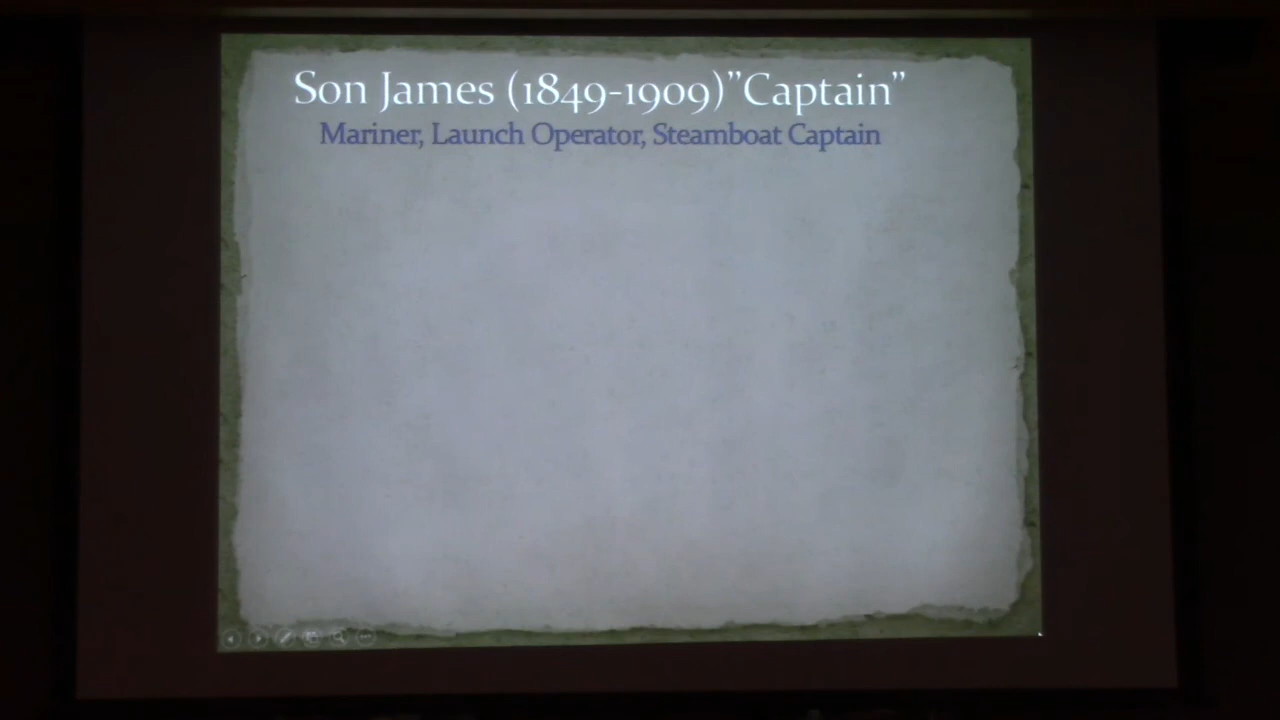 Son James (1849-1909)"Captain"
Mariner, Launch Operator, Steamboat Captain